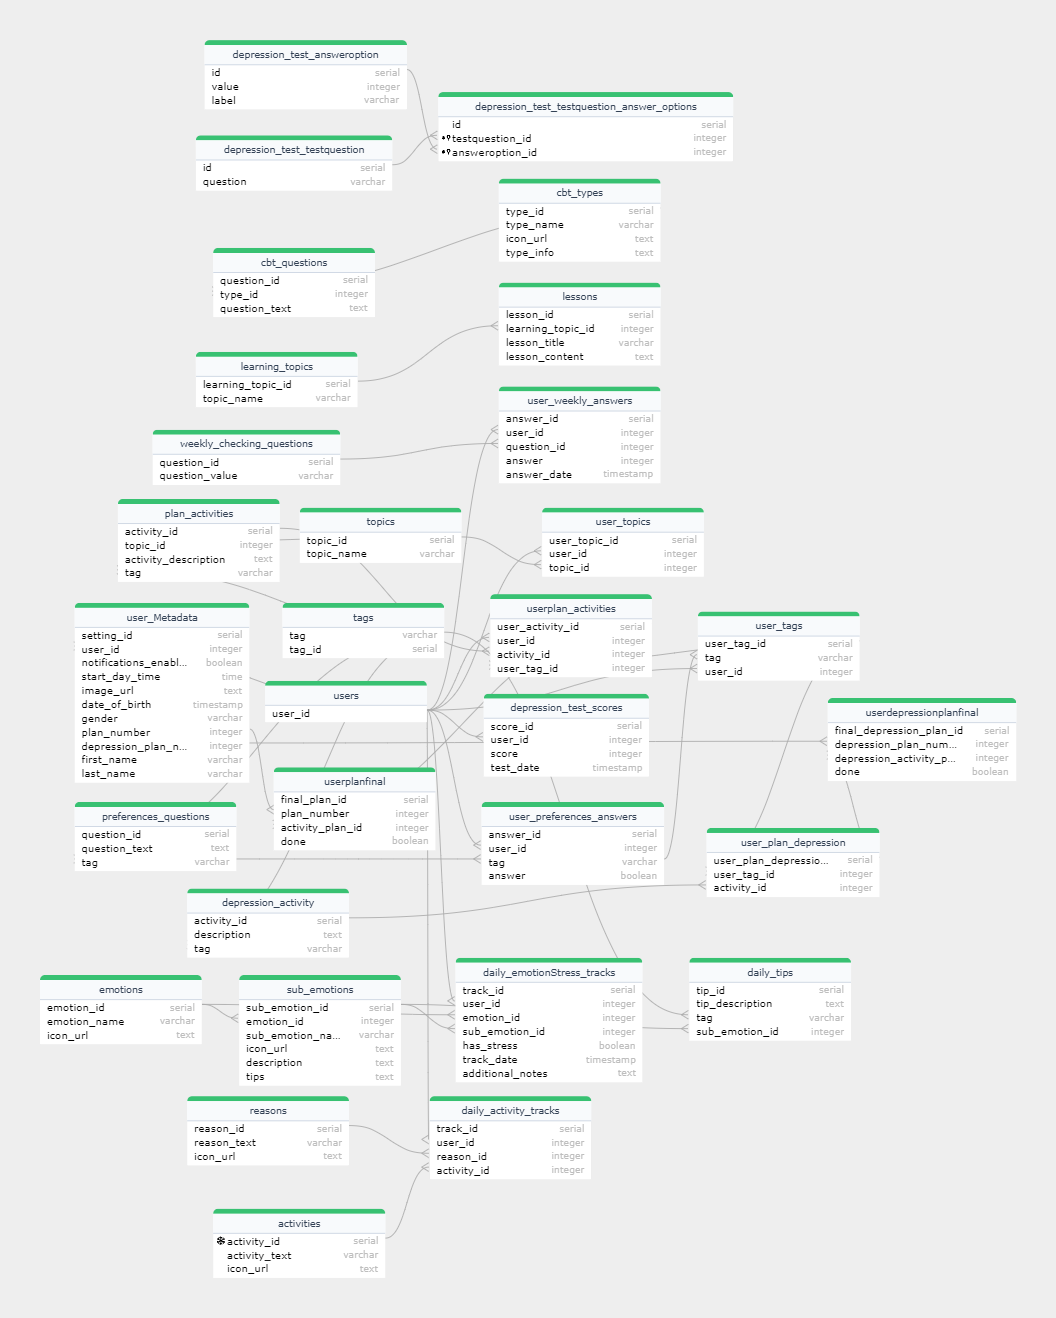 depression_test_answeroption
id serial
value integer
label varchar
depression_test_testquestion_answer_options
id serial
testquestion_id integer
answeroption_id integer
depression_test_testquestion
id serial
question varchar
cbt_types
type_id serial
type_name varchar
icon_url text
type_info text
cbt_questions
question_id serial
type_id integer
question_text text
lessons
lesson_id serial
learning_topic_id integer
lesson_title varchar
lesson_content text
learning_topics
learning_topic_id serial
topic_name varchar
user_weekly_answers
answer_id serial
user_id integer
question_id integer
answer integer
answer_date timestamp
weekly_checking_questions
question_id serial
question_value varchar
plan_activities
activity_id serial
topic_id integer
activity_description text
tag varchar
topics
topic_id serial
topic_name varchar
user_topics
user_topic_id serial
user_id integer
topic_id integer
user_Metadata
setting_id serial
user_id integer
notifications_enabl... boolean
start_day_time time
image_url text
date_of_birth timestamp
gender varchar
plan_number integer
depression_plan_n... integer
first_name varchar
last_name varchar
tags
tag varchar
tag_id serial
userplan_activities
user_activity_id serial
user_id integer
activity_id integer
user_tag_id integer
user_tags
user_tag_id serial
tag varchar
user_id integer
users
user_id
depression_test_scores
score_id serial
user_id integer
score integer
test_date timestamp
userdepressionplanfinal
final_depression_plan_id serial
depression_plan_num... integer
depression_activity_p... integer
done boolean
userplanfinal
final_plan_id serial
plan_number integer
activity_plan_id integer
done boolean
preferences_questions
question_id serial
question_text text
tag varchar
user_preferences_answers
answer_id serial
user_id integer
tag varchar
answer boolean
user_plan_depression
user_plan_depressio... serial
user_tag_id integer
activity_id integer
depression_activity
activity_id serial
description text
tag varchar
emotions
emotion_id serial
emotion_name varchar
icon_url text
sub_emotions
sub_emotion_id serial
emotion_id integer
sub_emotion_na... varchar
icon_url text
description text
tips text
daily_emotionStress_tracks
track_id serial
user_id integer
emotion_id integer
sub_emotion_id integer
has_stress boolean
track_date timestamp
additional_notes text
daily_tips
tip_id serial
tip_description text
tag varchar
sub_emotion_id integer
reasons
reason_id serial
reason_text varchar
icon_url text
daily_activity_tracks
track_id serial
user_id integer
reason_id integer
activity_id integer
activities
activity_id serial
activity_text varchar
icon_url text